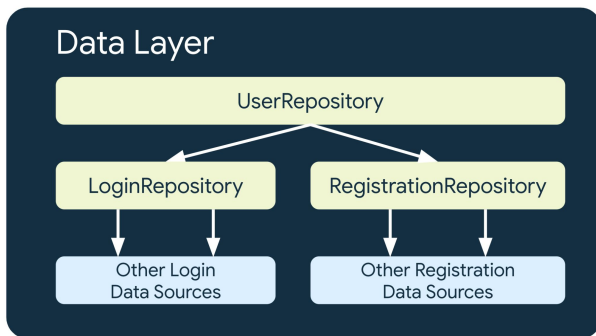 Data Layer
UserRepository
LoginRepository
RegistrationRepository
Other Login
Data Sources
Other Registration
Data Sources